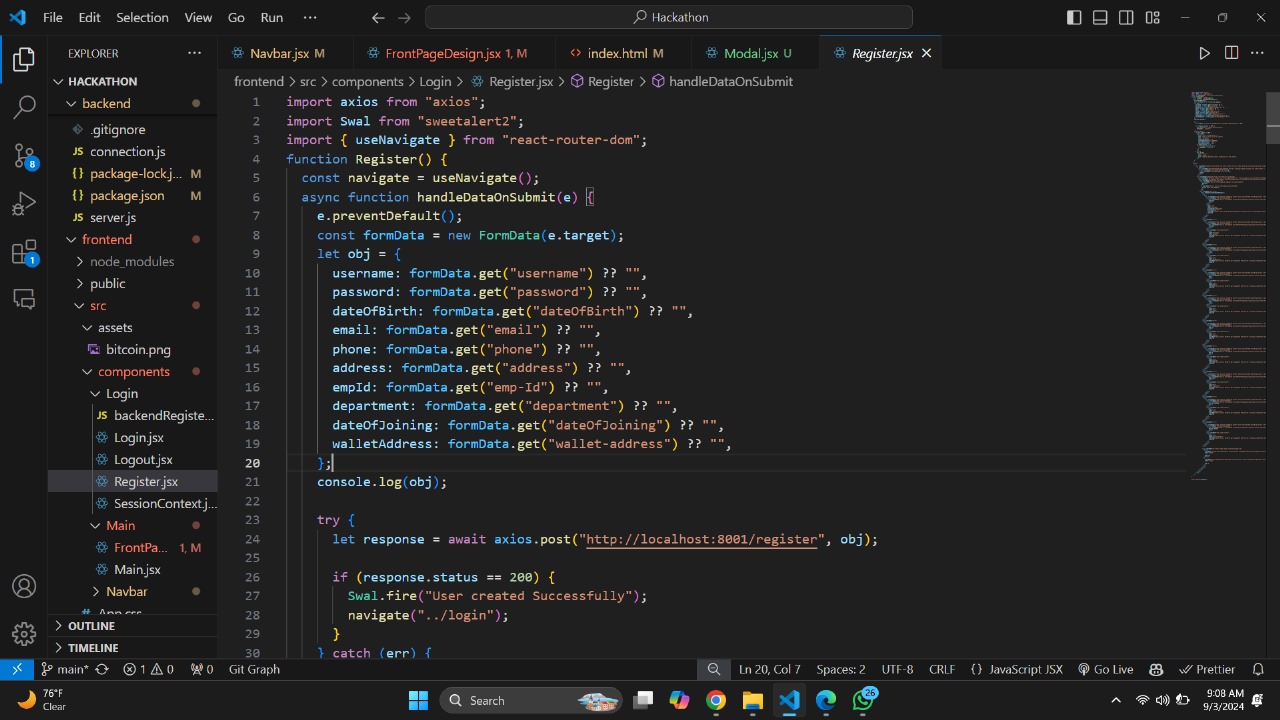 File Edit Selection View Go Run ··· Hackathon
EXPLORER ···
HACKATHON
backend
.gitignore
JS connection.js
{} package-lock.j... M
{} package.json M
JS server.js
frontend
node_modules
public
src
assets
bitcoin.png
components
Login
JS backendRegiste...
Login.jsx
Logout.jsx
Register.jsx
SessionContext.j...
Main
FrontPa... 1, M
Main.jsx
Navbar
App.css
OUTLINE
TIMELINE
Navbar.jsx M FrontPageDesign.jsx 1, M index.html M Modal.jsx U Register.jsx
frontend > src > components > Login > Register.jsx > Register > handleDataOnSubmit
1 import axios from "axios";
2 import Swal from "sweetalert2";
3 import { useNavigate } from "react-router-dom";
4 function Register() {
5 const navigate = useNavigate();
6 async function handleDataOnSubmit(e) {
7 e.preventDefault();
8 const formData = new FormData(e.target);
9 let obj = {
10 username: formData.get("username") ?? "",
11 password: formData.get("password") ?? "",
12 dateOfBirth: formData.get("dateOfBirth") ?? "",
13 email: formData.get("email") ?? "",
14 phone: formData.get("phone") ?? "",
15 address: formData.get("address") ?? "",
16 empId: formData.get("emp_Id") ?? "",
17 department: formData.get("department") ?? "",
18 dateOfJoining: formData.get("dateOfJoining") ?? "",
19 walletAddress: formData.get("wallet-address") ?? "",
20 };
21 console.log(obj);
22
23 try {
24 let response = await axios.post("http://localhost:8001/register", obj);
25
26 if (response.status == 200) {
27 Swal.fire("User created Successfully");
28 navigate("../login");
29 }
30 } catch (err) {
8
1
main* 1 0 0 Git Graph Ln 20, Col 7 Spaces: 2 UTF-8 CRLF {} JavaScript JSX Go Live Prettier
76°F
Clear
Search
26
9:08 AM
9/3/2024